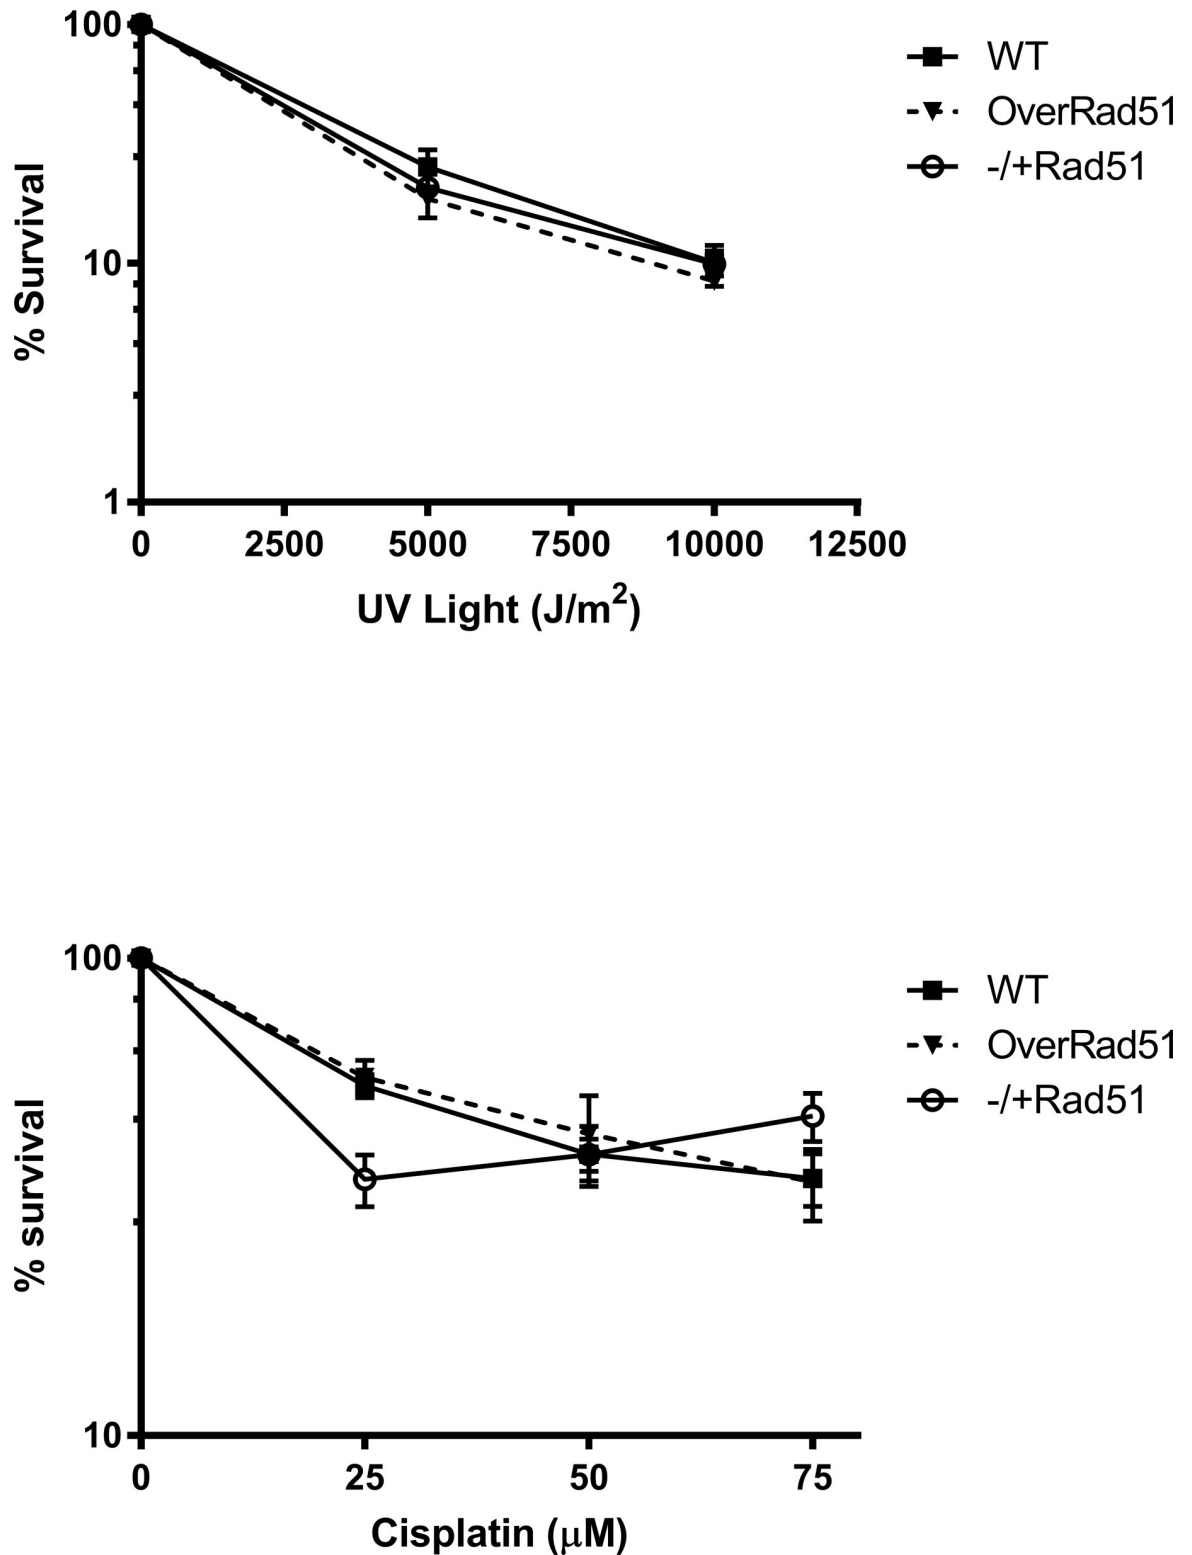 100
10
1
% Survival
0 2500 5000 7500 10000 12500
UV Light (J/m²)
WT
OverRad51
-/+Rad51
100
10
% survival
0 25 50 75
Cisplatin (μM)
WT
OverRad51
-/+Rad51